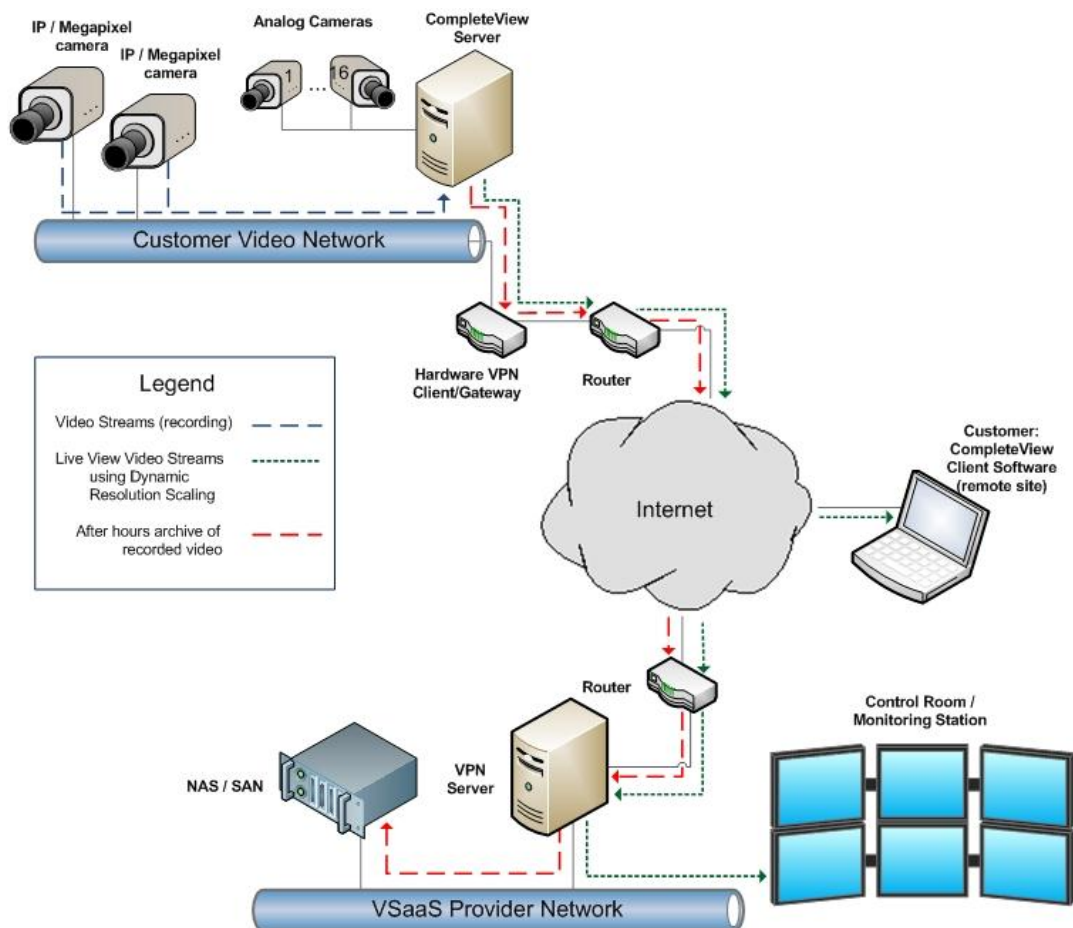 IP / Megapixel
camera
IP / Megapixel
camera
Analog Cameras
1 ... 16
CompleteView
Server
Customer Video Network
Hardware VPN
Client/Gateway
Router
Legend
Video Streams (recording)
Live View Video Streams
using Dynamic
Resolution Scaling
After hours archive of
recorded video
Internet
Customer:
CompleteView
Client Software
(remote site)
Router
Control Room /
Monitoring Station
NAS / SAN
VPN
Server
VSaaS Provider Network